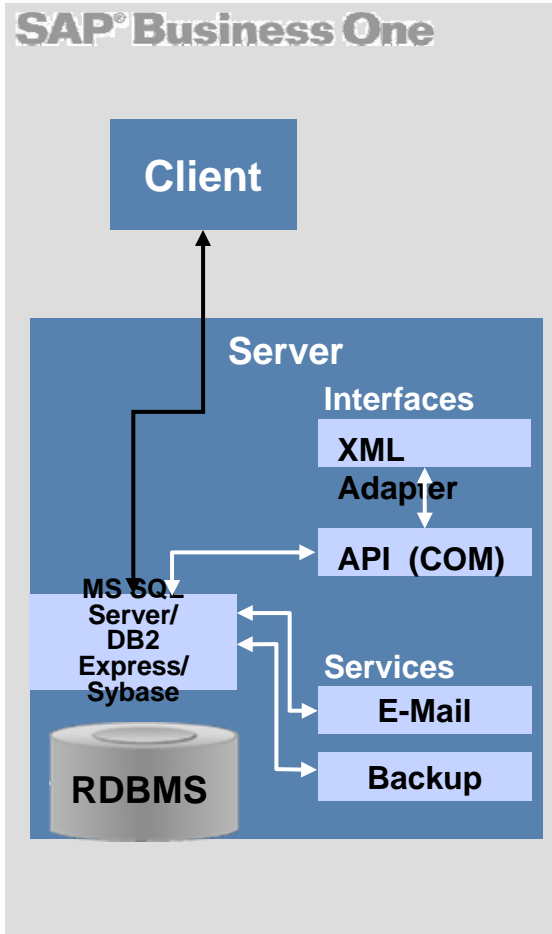 SAP® Business One
Client
Server
Interfaces
XML
Adapter
API (COM)
MS SQL
Server/
DB2
Express/
Sybase
Services
E-Mail
Backup
RDBMS